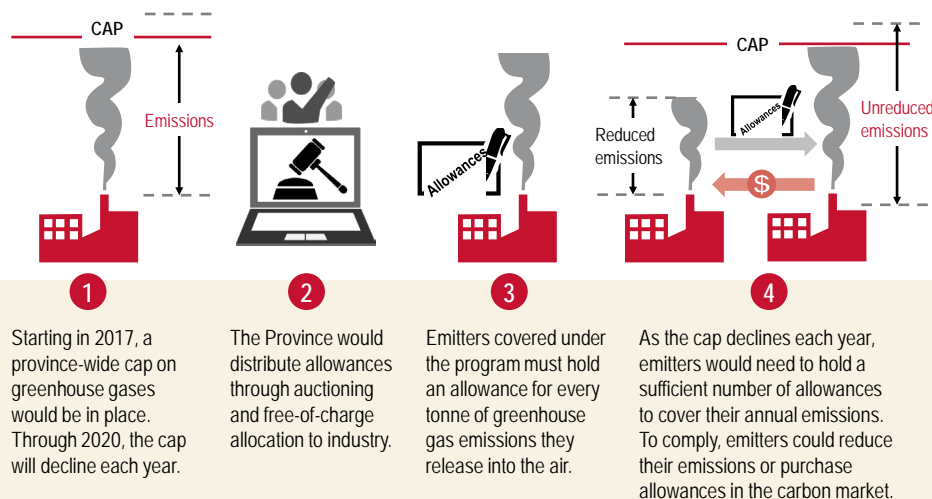 CAP
Emissions
Allowances
CAP
Allowances
Reduced
emissions
Unreduced
emissions
$
1
Starting in 2017, a
province-wide cap on
greenhouse gases
would be in place.
Through 2020, the cap
will decline each year.
2
The Province would
distribute allowances
through auctioning
and free-of-charge
allocation to industry.
3
Emitters covered under
the program must hold
an allowance for every
tonne of greenhouse
gas emissions they
release into the air.
4
As the cap declines each year,
emitters would need to hold a
sufficient number of allowances
to cover their annual emissions.
To comply, emitters could reduce
their emissions or purchase
allowances in the carbon market.